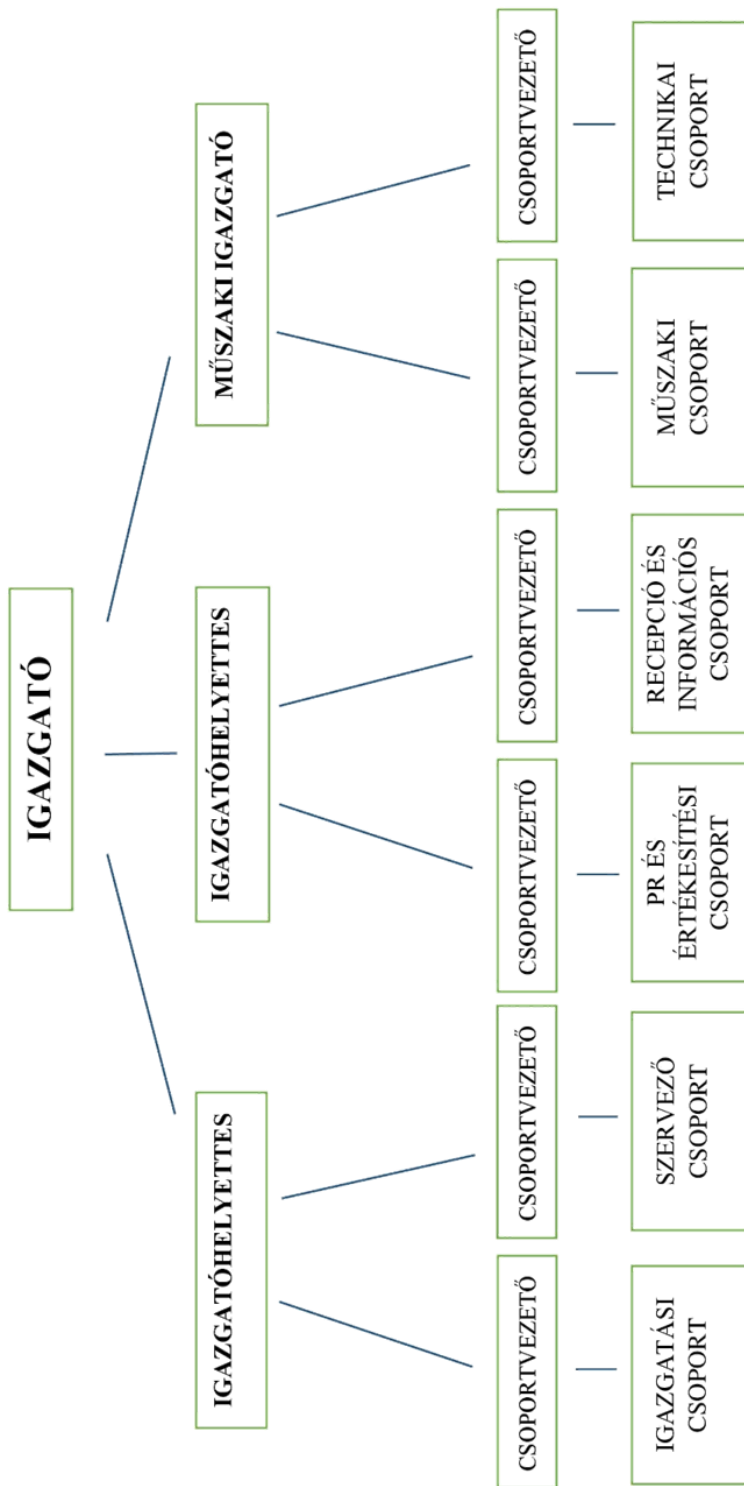 IGAZGATÓ
IGAZGATÓHELYETTES
IGAZGATÓHELYETTES
MŰSZAKI IGAZGATÓ
CSOPORTVEZETŐ
CSOPORTVEZETŐ
CSOPORTVEZETŐ
CSOPORTVEZETŐ
CSOPORTVEZETŐ
CSOPORTVEZETŐ
IGAZGATÁSI
CSOPORT
SZERVEZŐ
CSOPORT
PR ÉS
ÉRTÉKESÍTÉSI
CSOPORT
RECEPCIÓ ÉS
INFORMÁCIÓS
CSOPORT
MŰSZAKI
CSOPORT
TECHNIKAI
CSOPORT